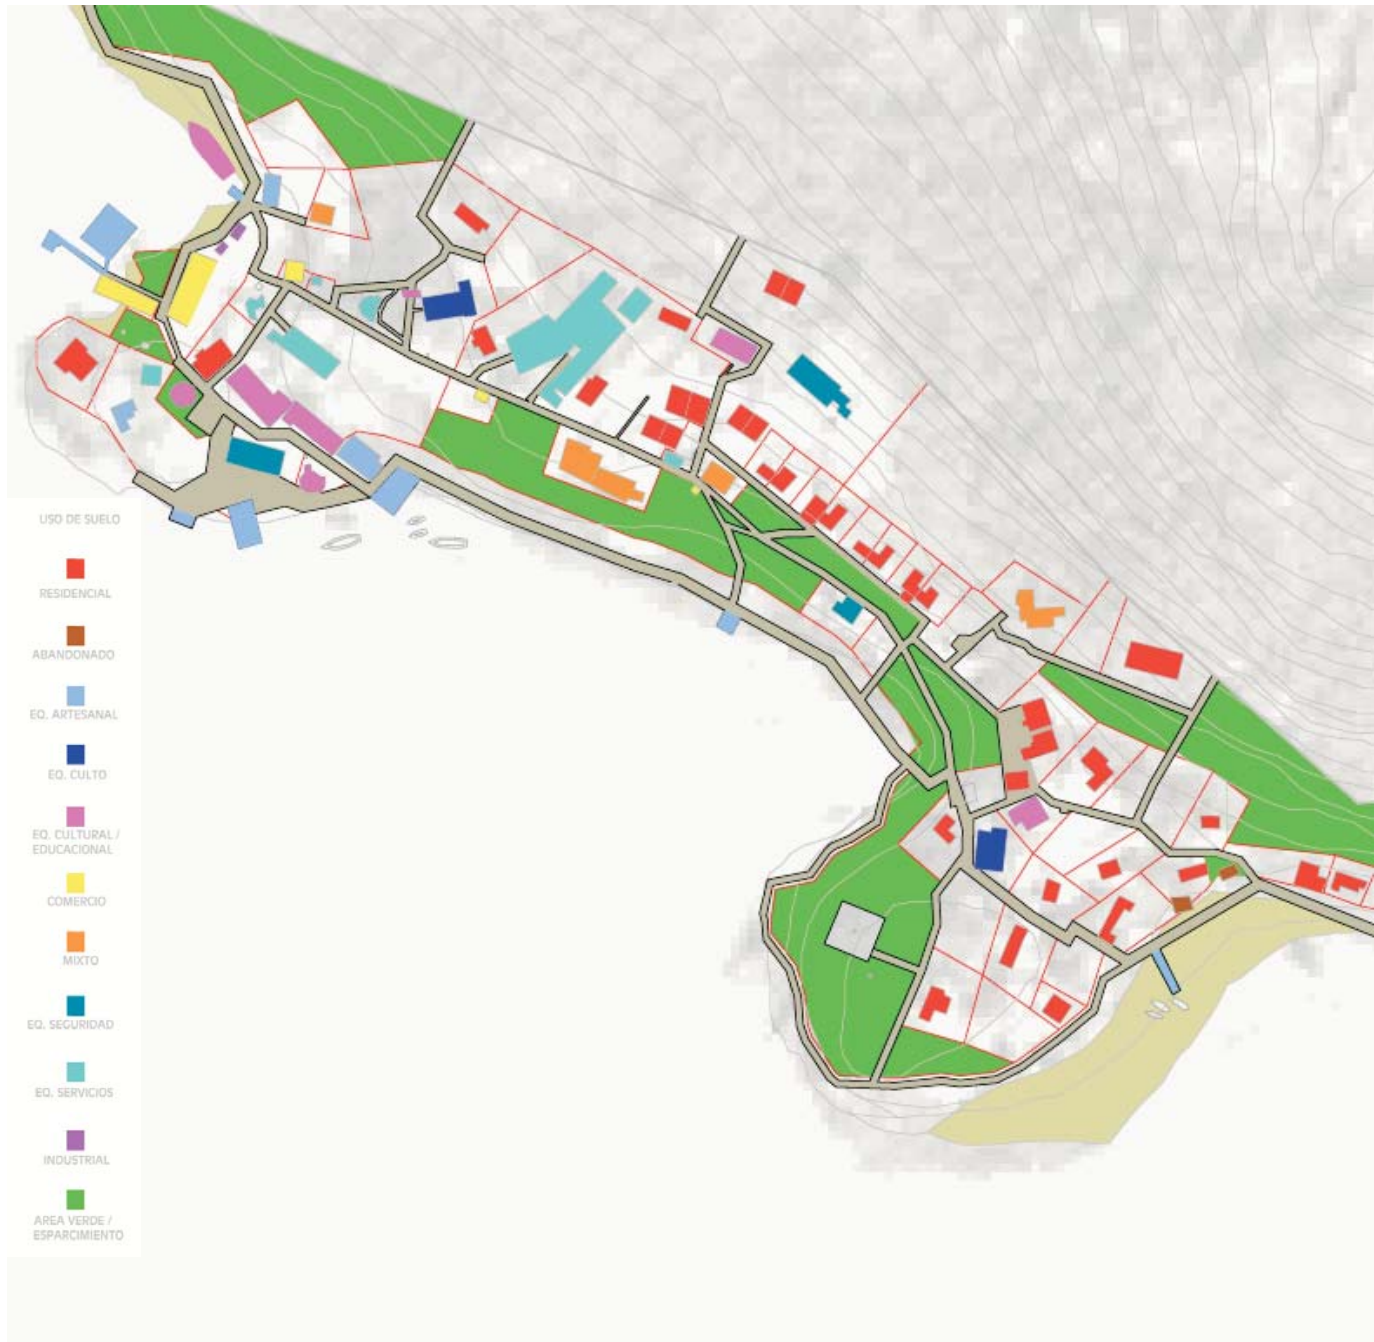 USO DE SUELO
RESIDENCIAL
ABANDONADO
EQ. ARTESANAL
EQ. CULTO
EQ. CULTURAL /
EDUCACIONAL
COMERCIO
MIXTO
EQ. SEGURIDAD
EQ. SERVICIOS
INDUSTRIAL
AREA VERDE /
ESPARCIMIENTO